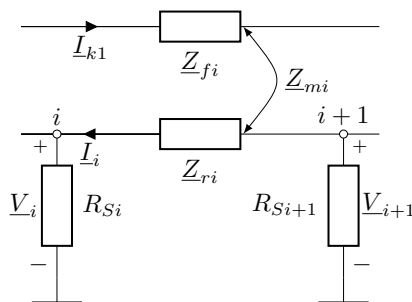 I_k1
Z_fi
Z_mi
i
i + 1
+
I_i
+
Z_ri
V_i
R_Si
R_Si+1
V_i+1
−
−